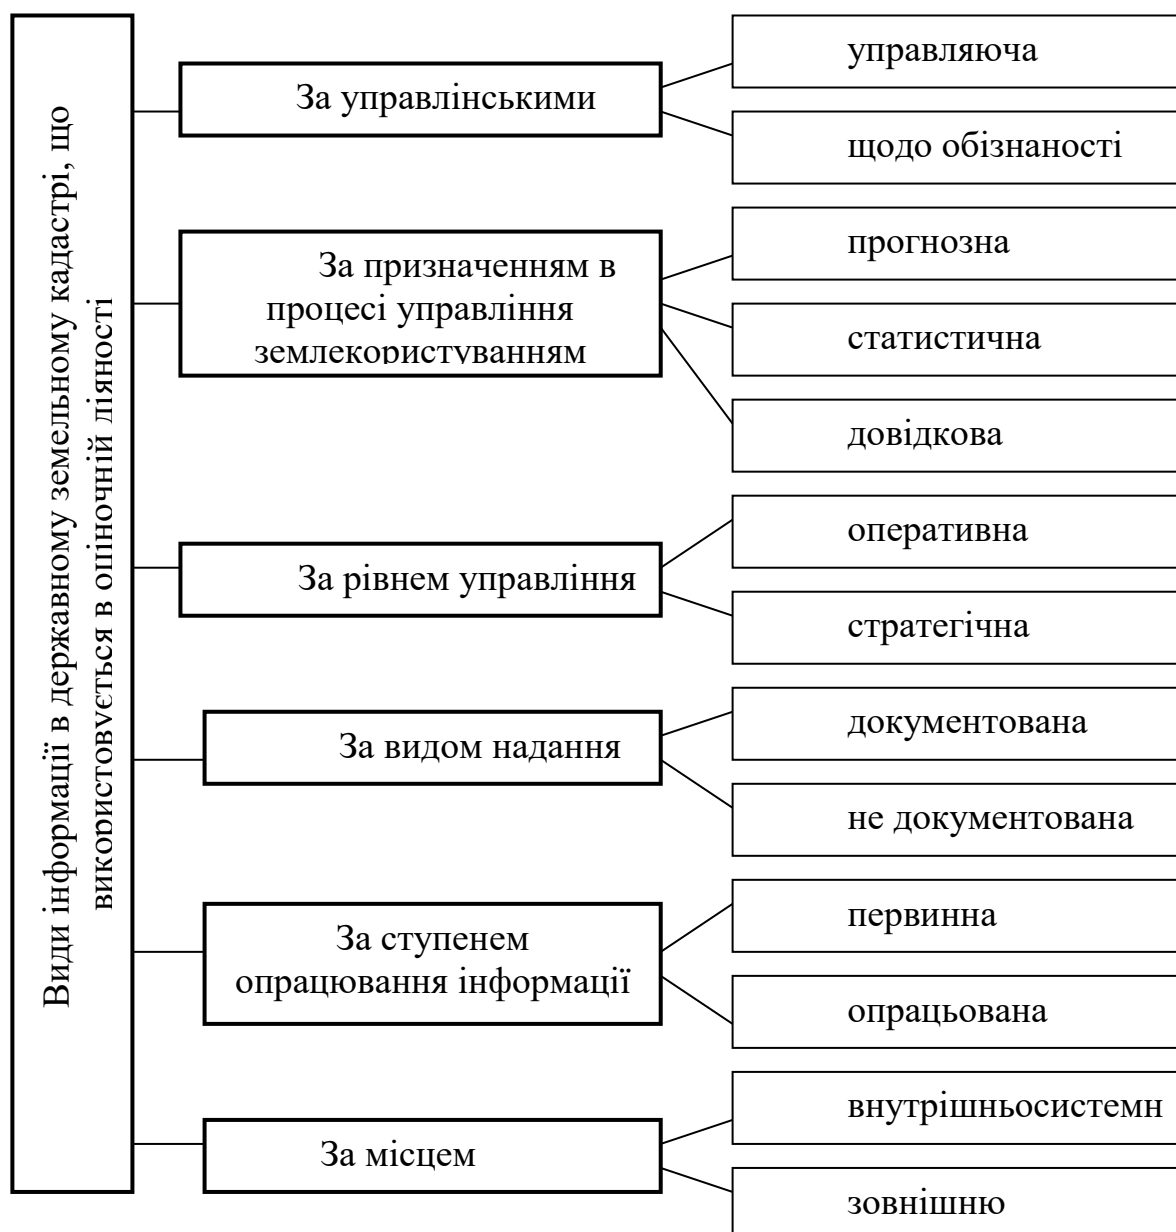 Види інформації в державному земельному кадастрі, що
використовується в оціночній діяності
За управлінськими
управляюча
щодо обізнаності
За призначенням в
процесі управління
землекористуванням
прогнозна
статистична
довідкова
За рівнем управління
оперативна
стратегічна
За видом надання
документована
не документована
За ступенем
опрацювання інформації
первинна
опрацьована
За місцем
внутрішньосистемн
зовнішню